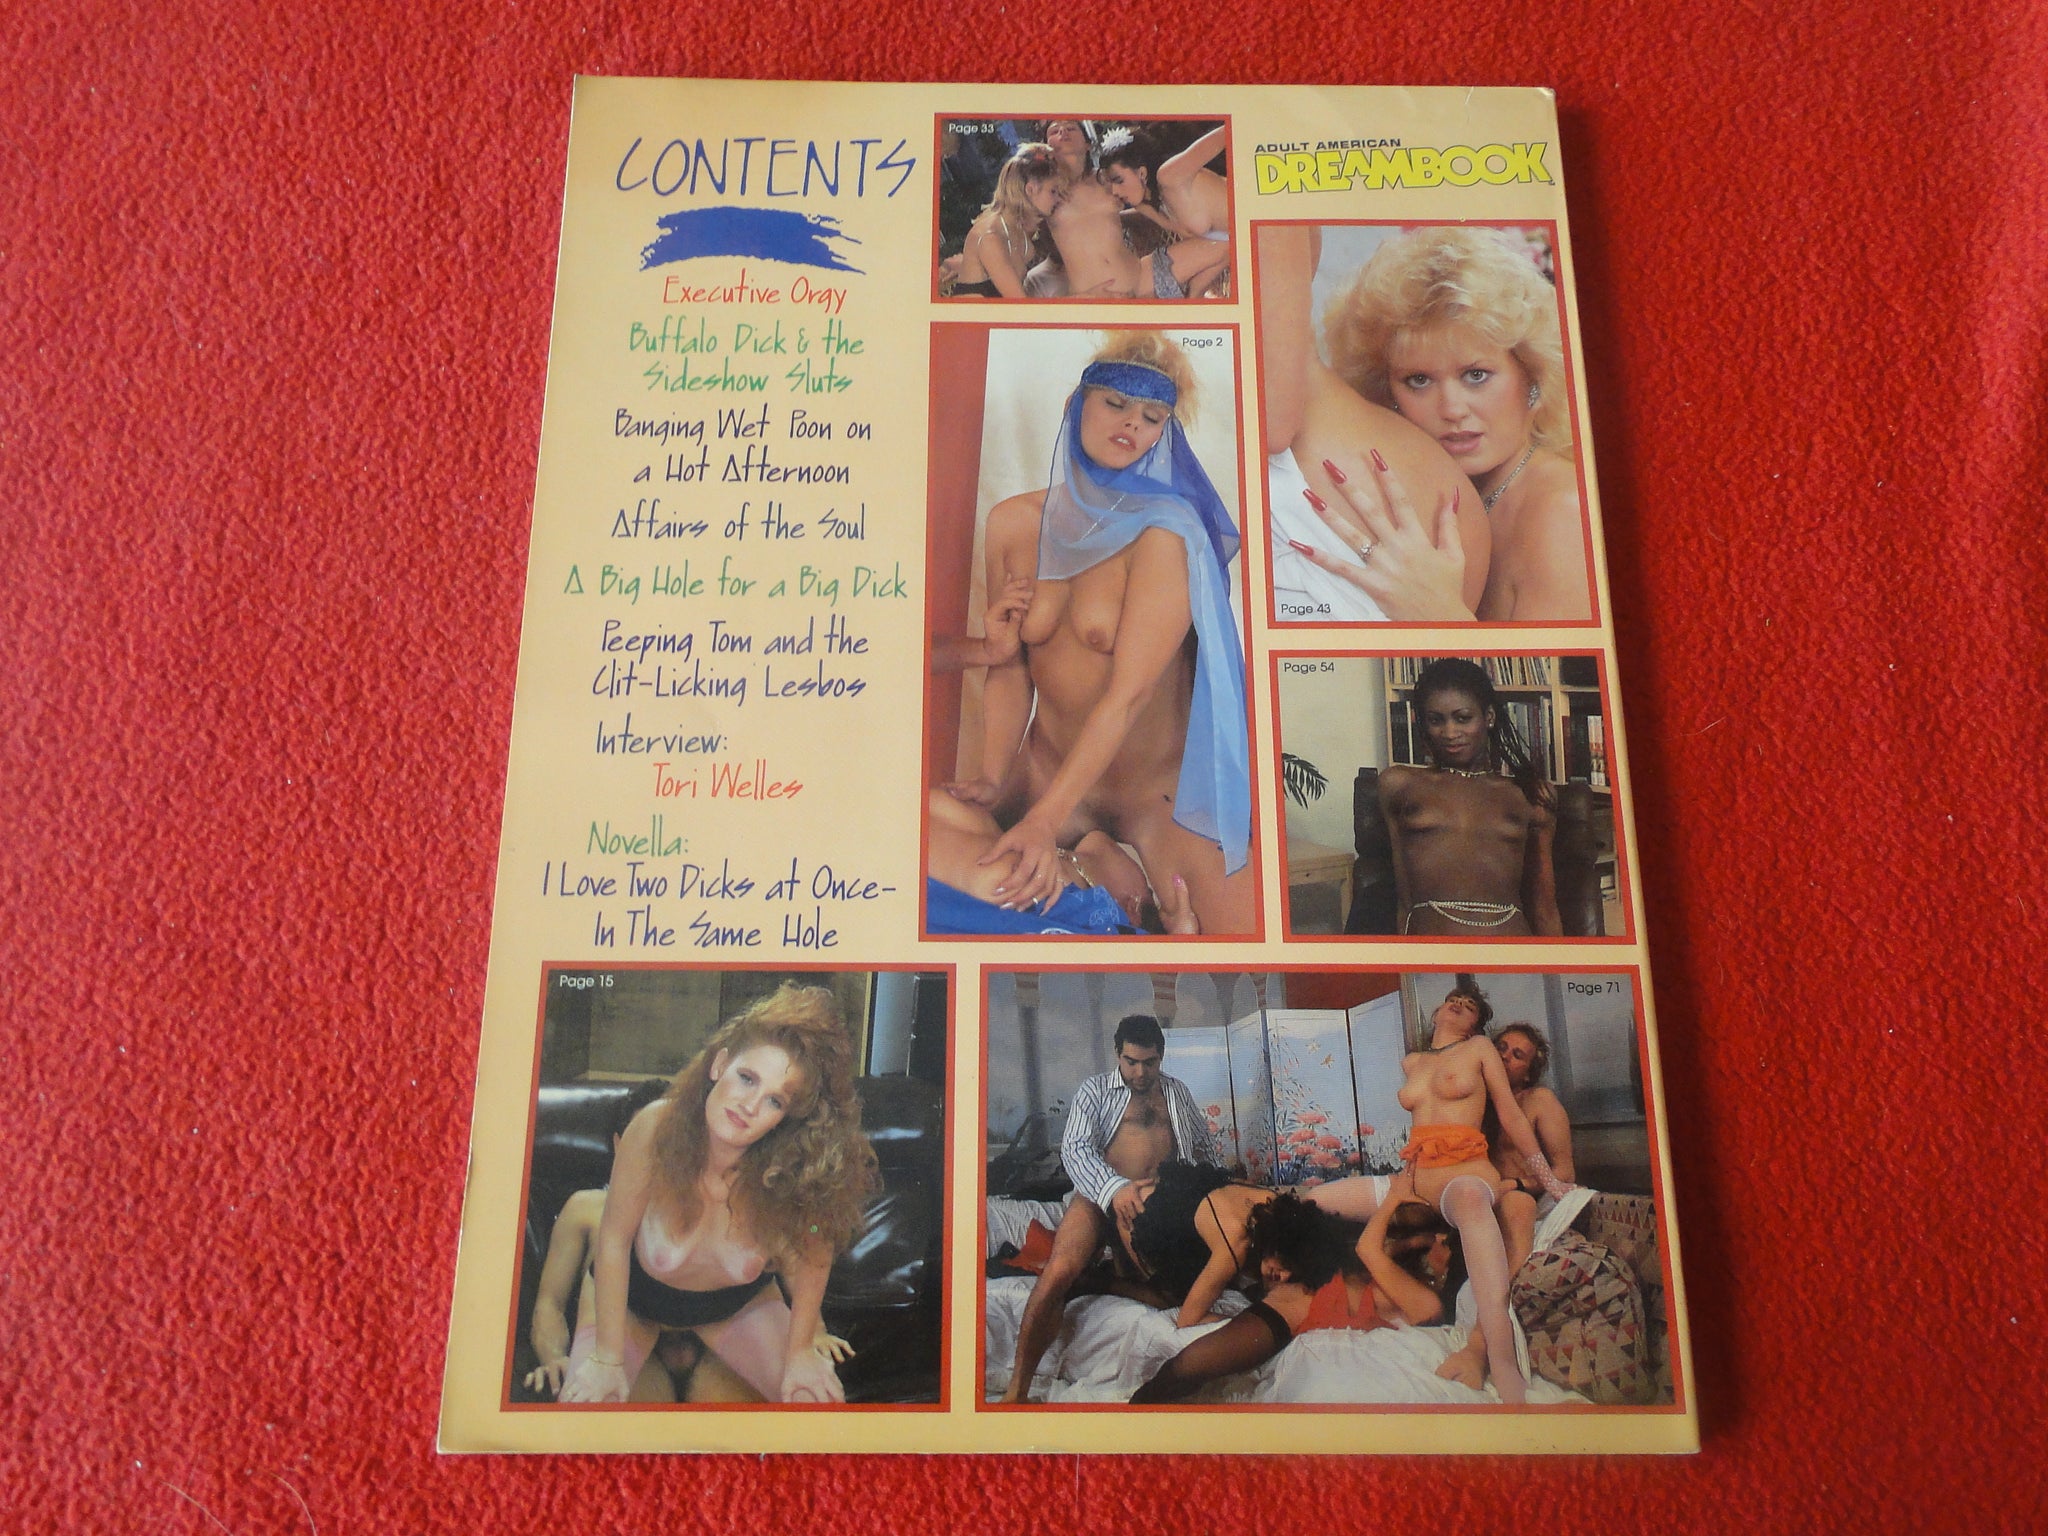 CONTENTS
Executive Orgy
Buffalo Dick & the
Sideshow Sluts
Banging Wet Poon on
a Hot Afternoon
Affairs of the Soul
A Big Hole for a Big Dick
Peeping Tom and the
Clit-Licking Lesbos
Interview:
Tori Welles
Novella:
I Love Two Dicks at Once-
In The Same Hole
Page 33
ADULT AMERICAN
DREAMBOOK
Page 2
Page 43
Page 54
Page 15
Page 71